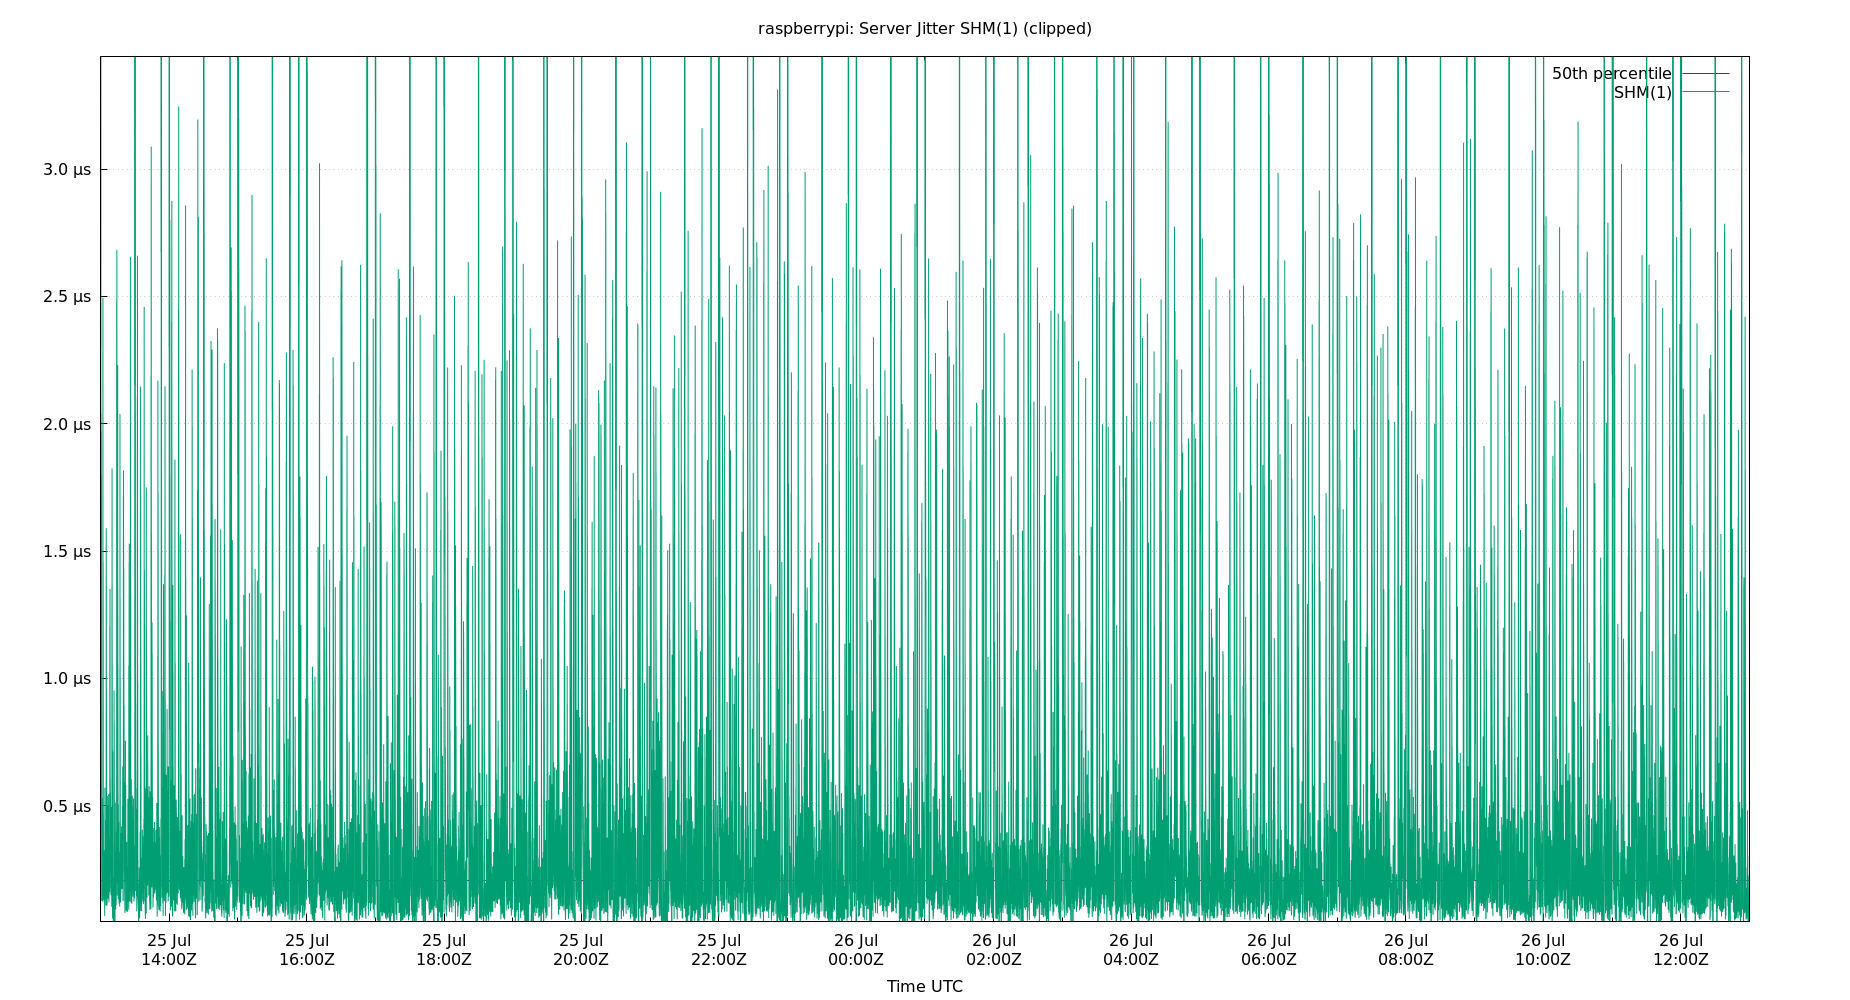 raspberrypi: Server Jitter SHM(1) (clipped)
50th percentile
SHM(1)
3.0 µs
2.5 µs
2.0 µs
1.5 µs
1.0 µs
0.5 µs
25 Jul 25 Jul 25 Jul 25 Jul 25 Jul 26 Jul 26 Jul 26 Jul 26 Jul 26 Jul 26 Jul 26 Jul
14:00Z 16:00Z 18:00Z 20:00Z 22:00Z 00:00Z 02:00Z 04:00Z 06:00Z 08:00Z 10:00Z 12:00Z
Time UTC